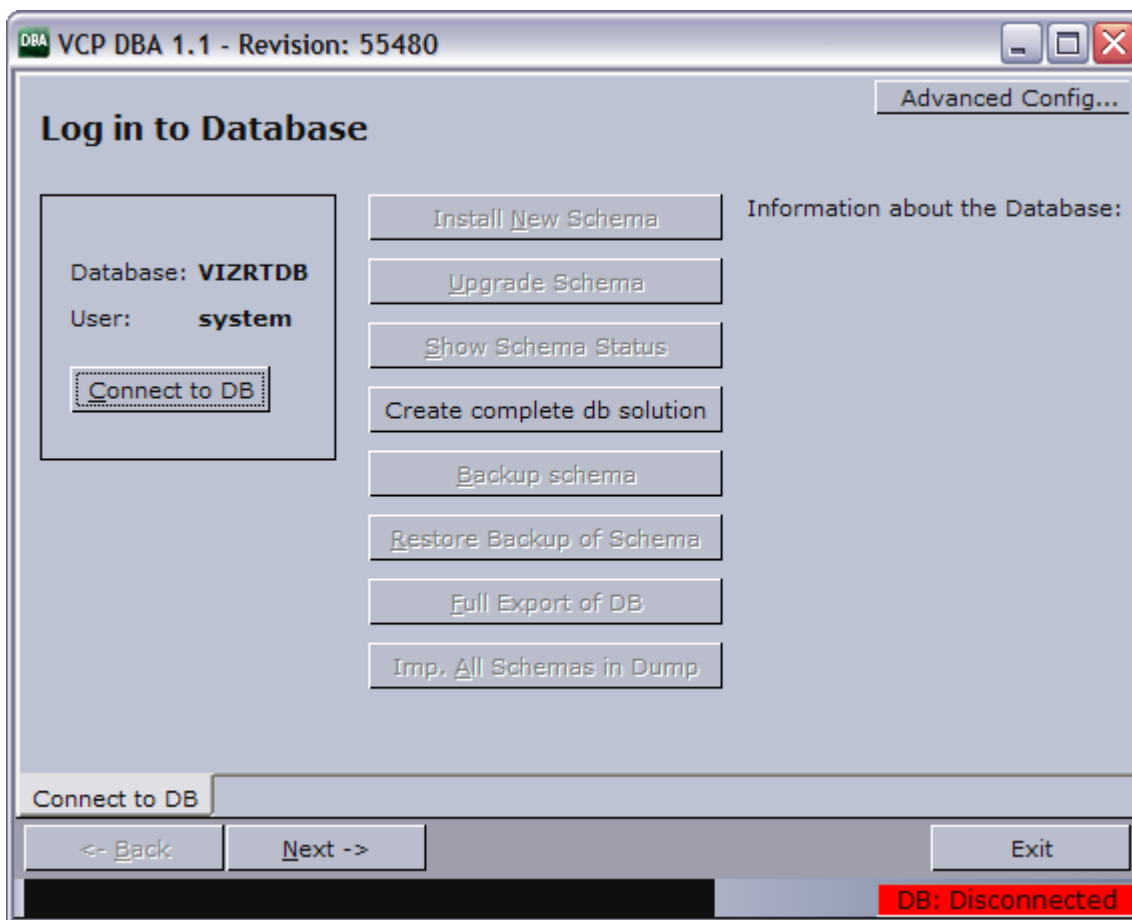 DBA VCP DBA 1.1 - Revision: 55480
Advanced Config...
Log in to Database
Install New Schema
Information about the Database:
Database: VIZRTDB
Upgrade Schema
User: system
Show Schema Status
Connect to DB
Create complete db solution
Backup schema
Restore Backup of Schema
Full Export of DB
Imp. All Schemas in Dump
Connect to DB
<- Back
Next ->
Exit
DB: Disconnected